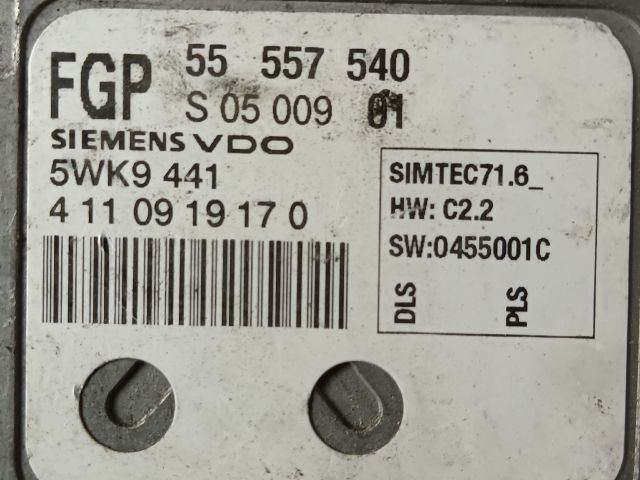 FGP 55 557 540
S 05 009 01
SIEMENS VDO
5WK9 441
4 11 09 19 17 0
SIMTEC71.6_
HW: C2.2
SW:0455001C
DLS PLS